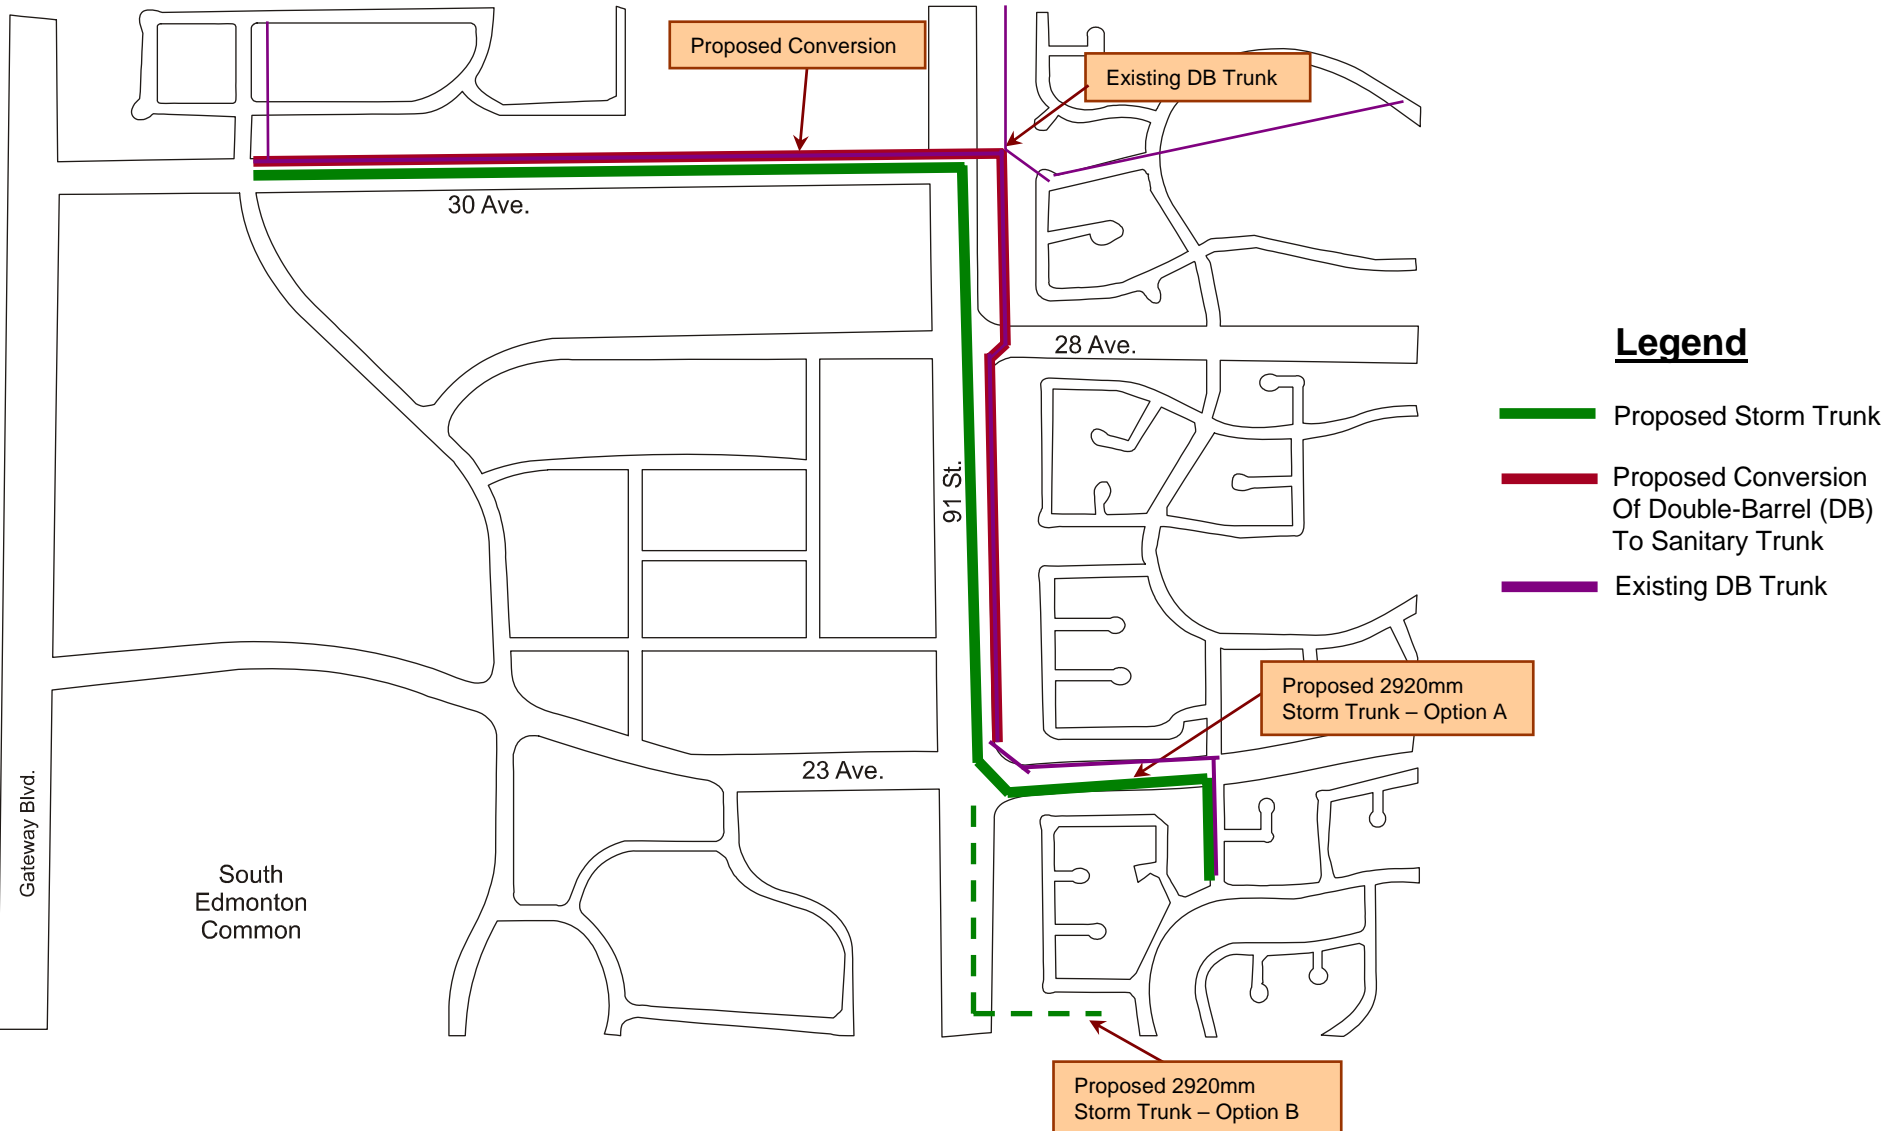 Proposed Conversion
Existing DB Trunk
30 Ave.
28 Ave.
Legend
Proposed Storm Trunk
Proposed Conversion
Of Double-Barrel (DB)
To Sanitary Trunk
Existing DB Trunk
91 St.
Proposed 2920mm
Storm Trunk – Option A
23 Ave.
Gateway Blvd.
South
Edmonton
Common
Proposed 2920mm
Storm Trunk – Option B